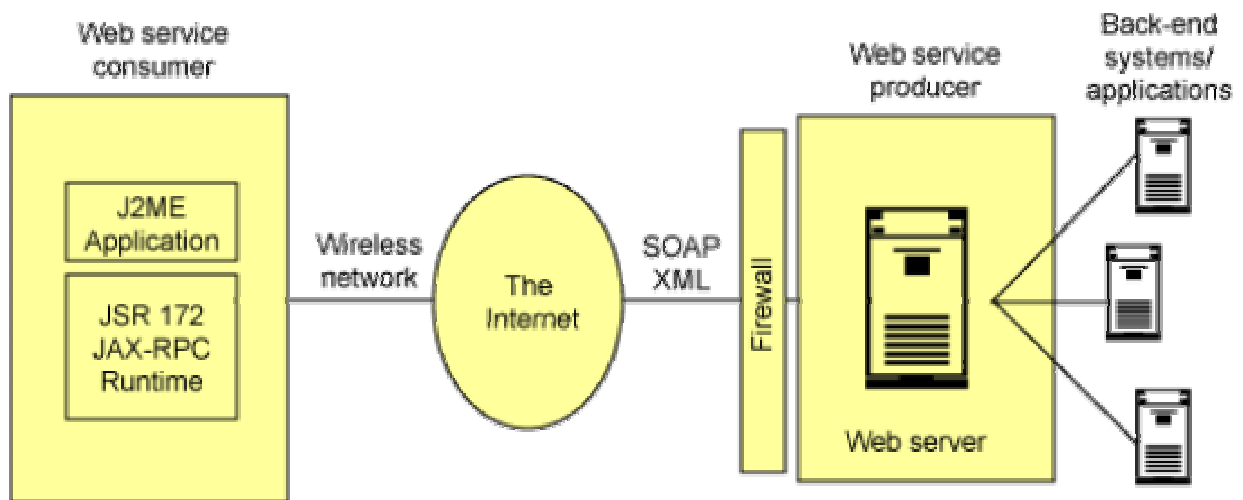 Web service
consumer
J2ME
Application
JSR 172
JAX-RPC
Runtime
Wireless
network
The
Internet
SOAP
XML
Firewall
Web service
producer
Web server
Back-end
systems/
applications